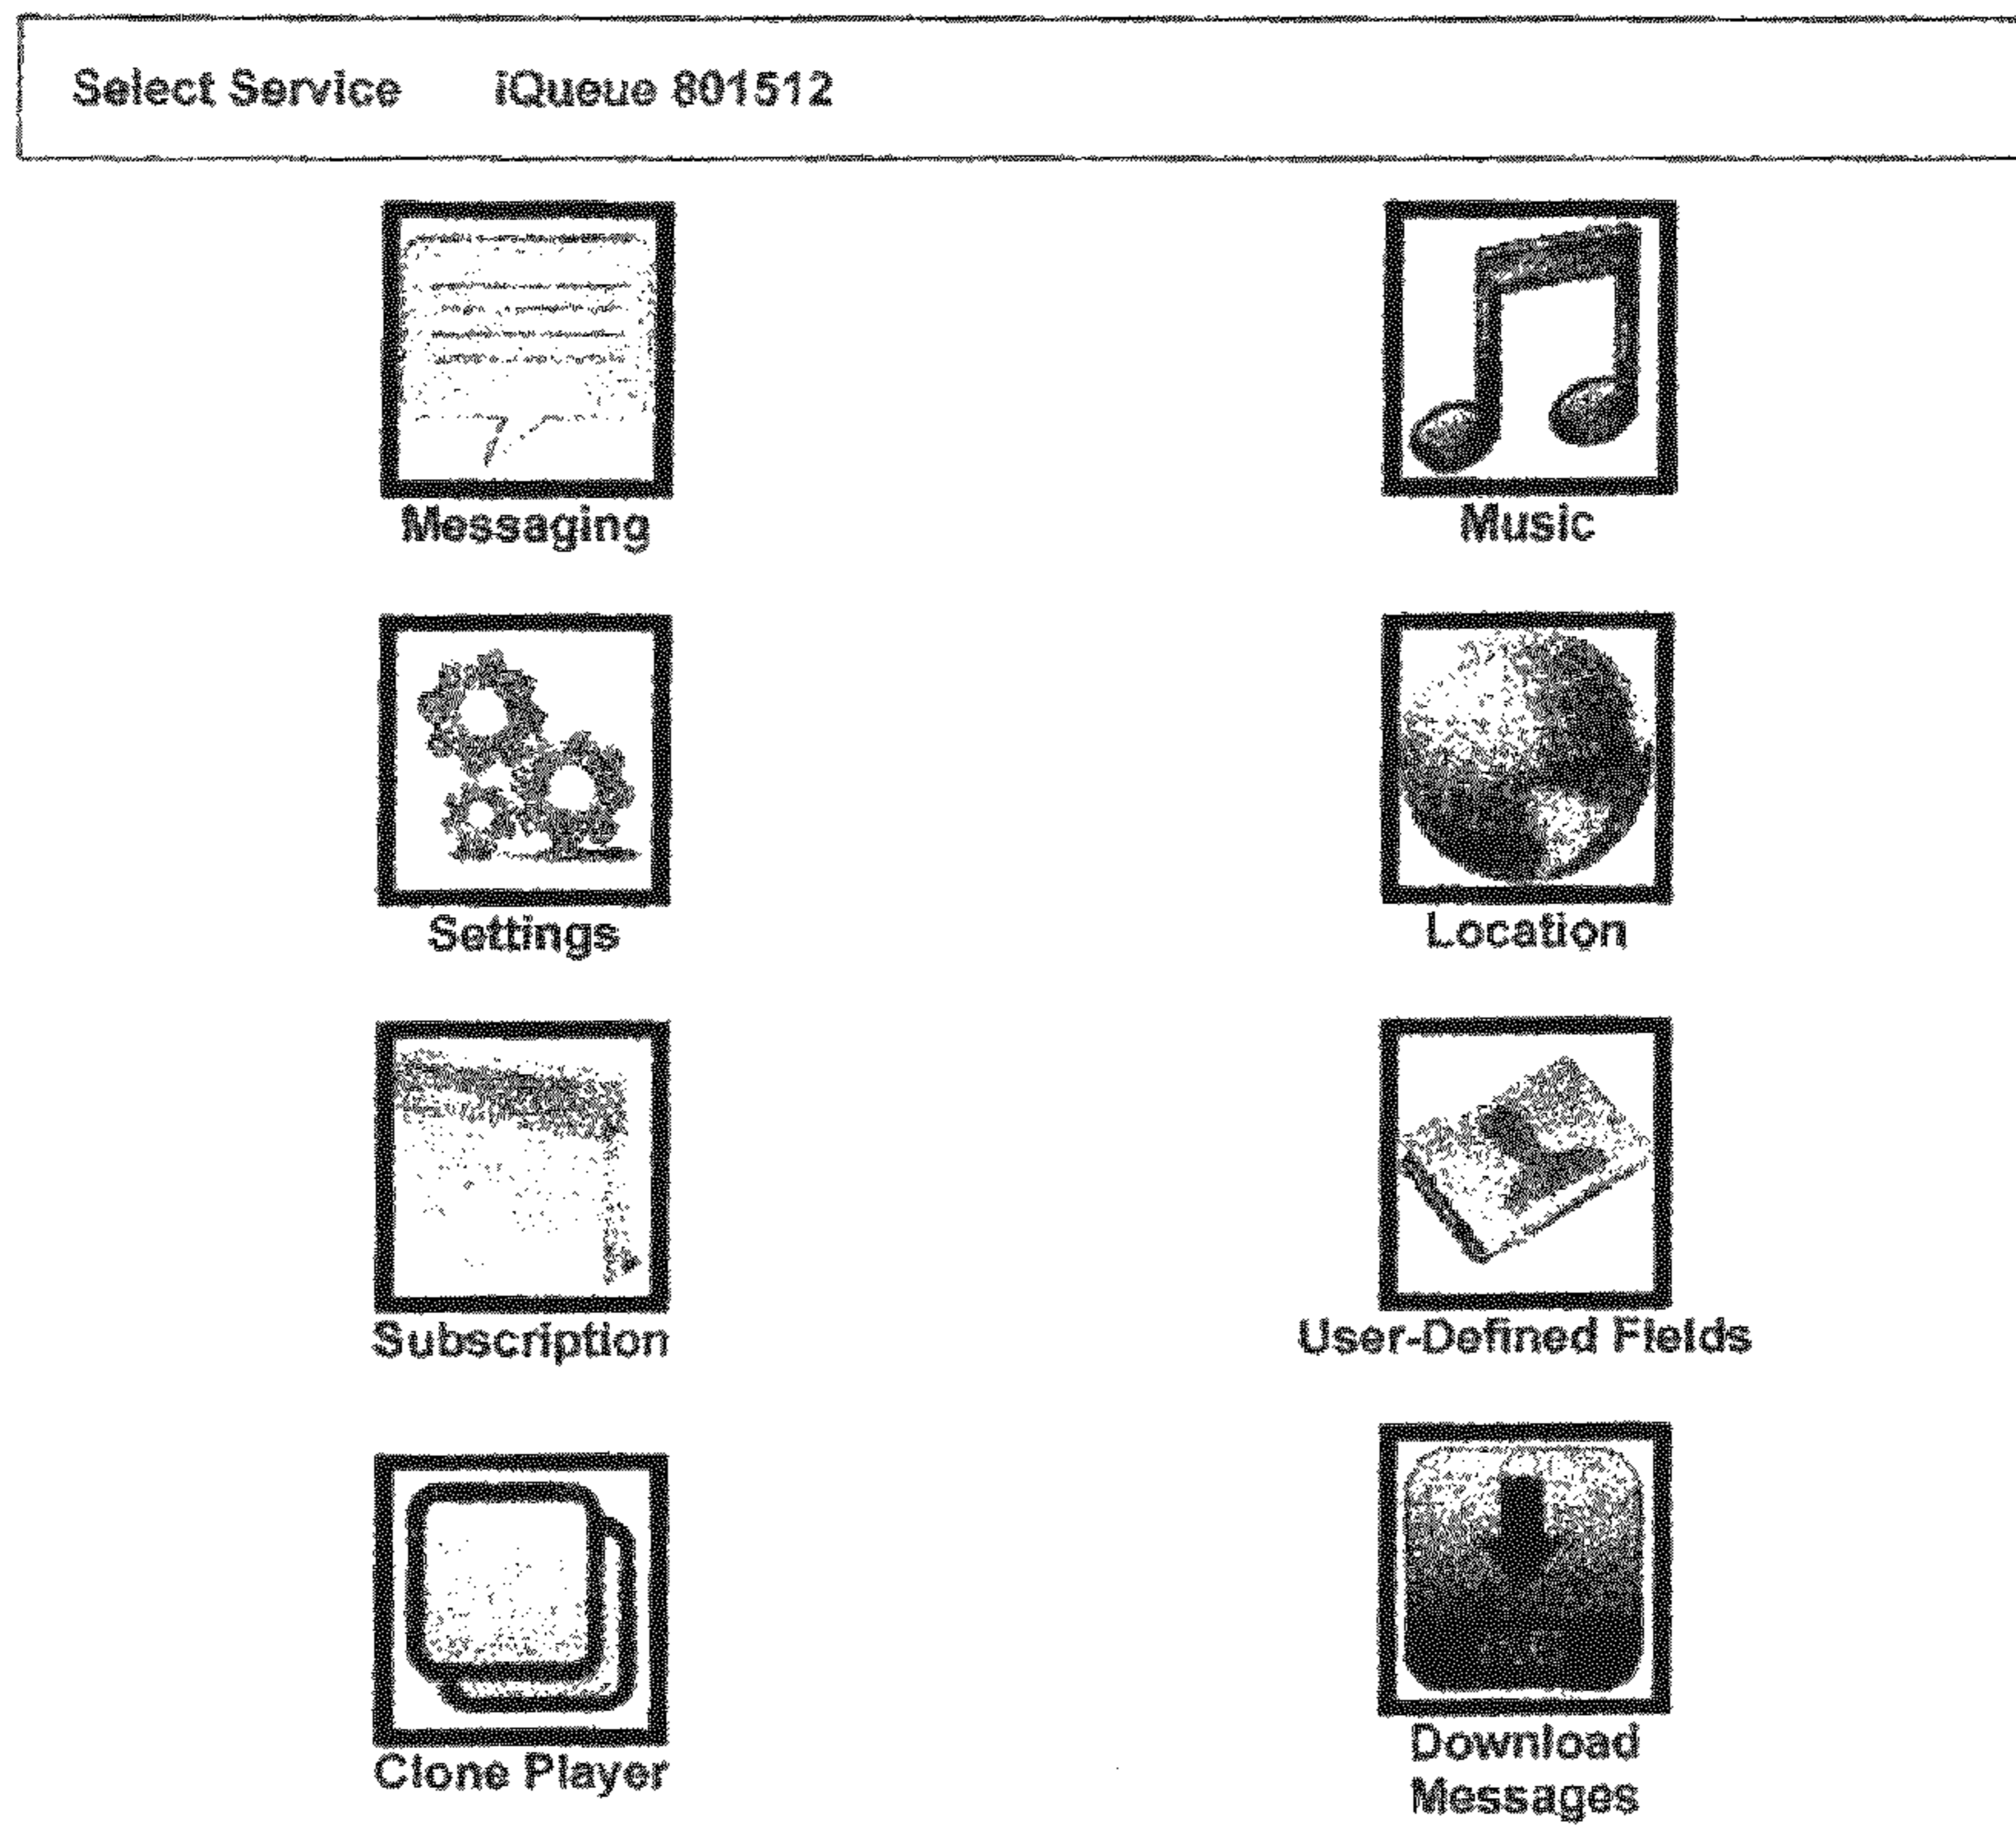 Select Service iQueue 801512
Messaging
Music
Settings
Location
Subscription
User-Defined Fields
Clone Player
Download
Messages